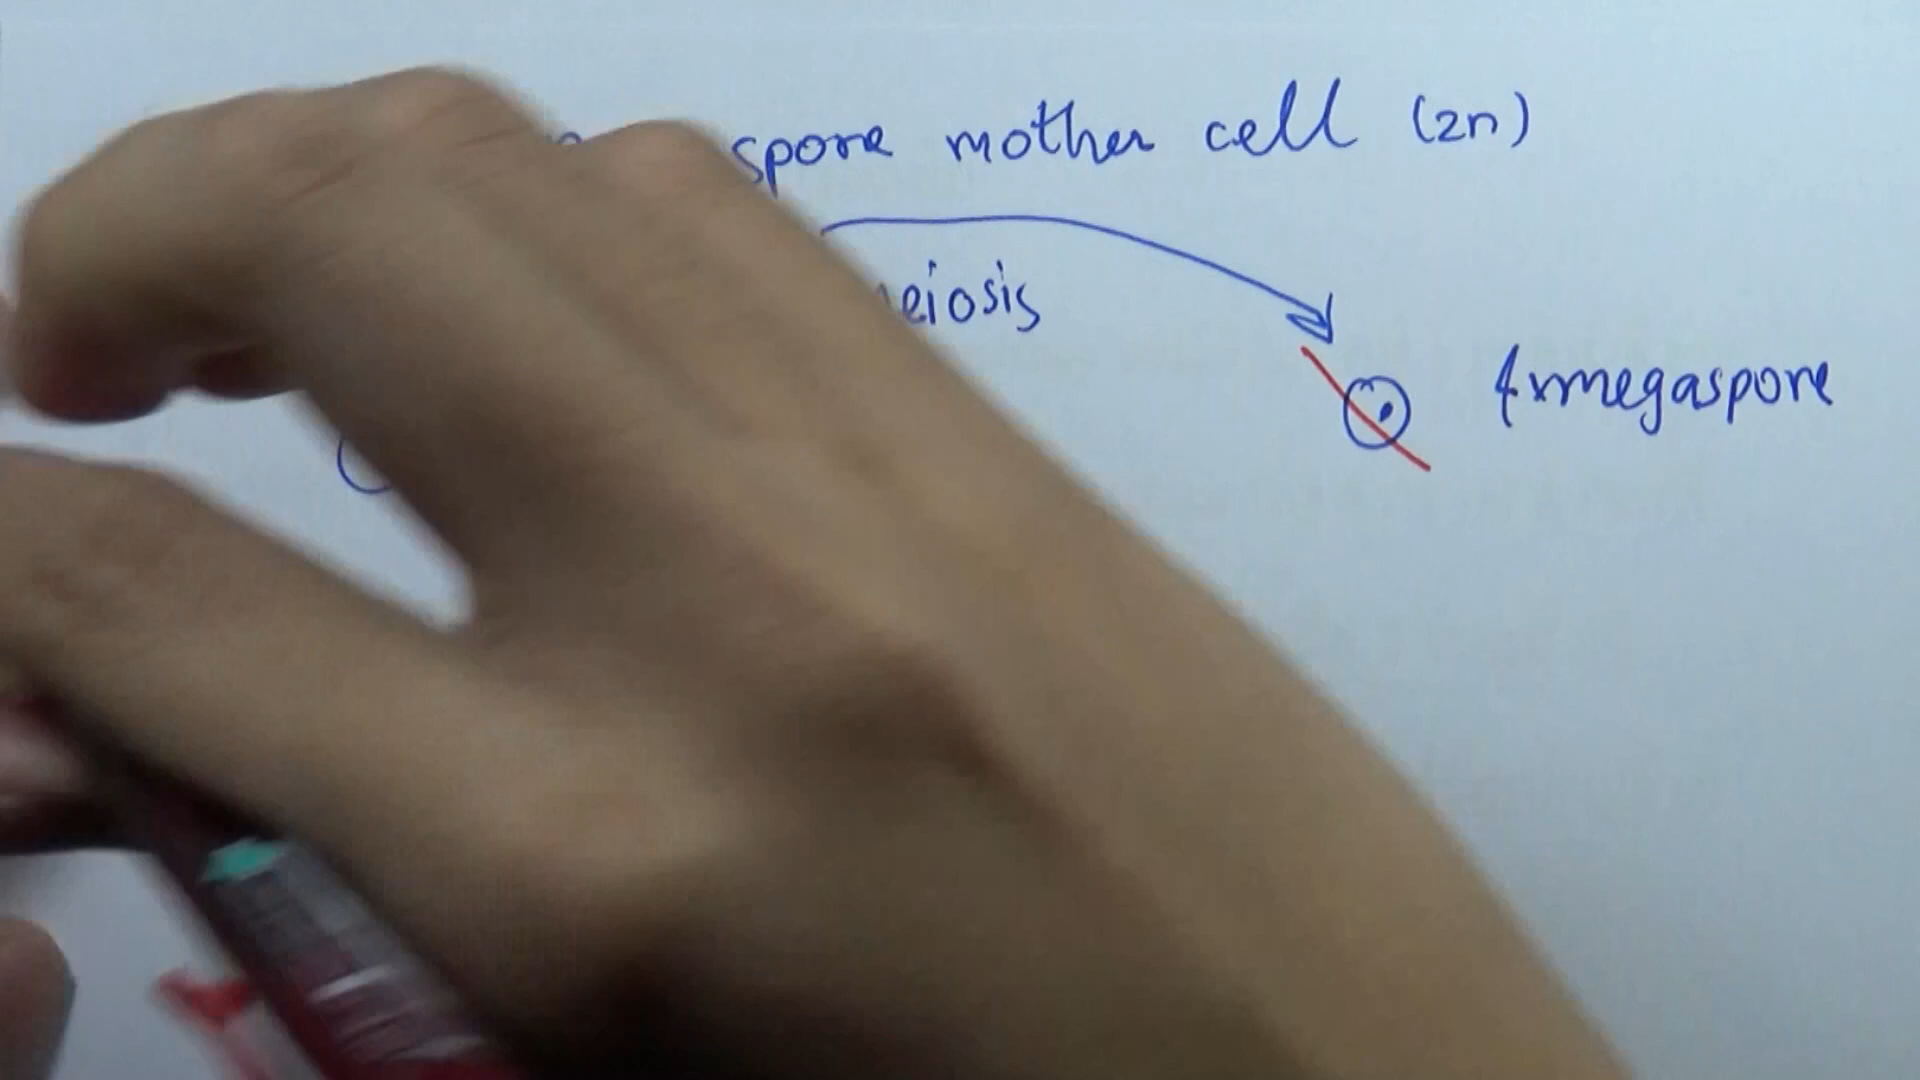 spore mother cell (2n)
eiosis
4xmegaspore